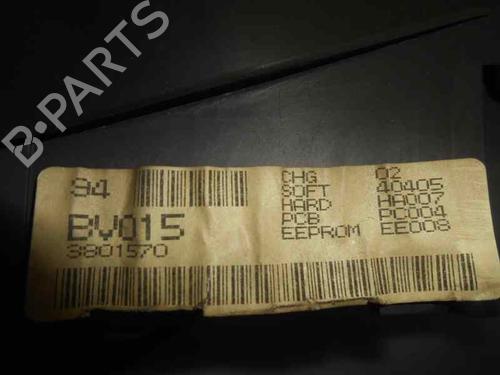 B-PARTS
94
BV015
3801570
CHG 02
SOFT 40405
HARD HA007
PCB PC004
EEPROM EE008